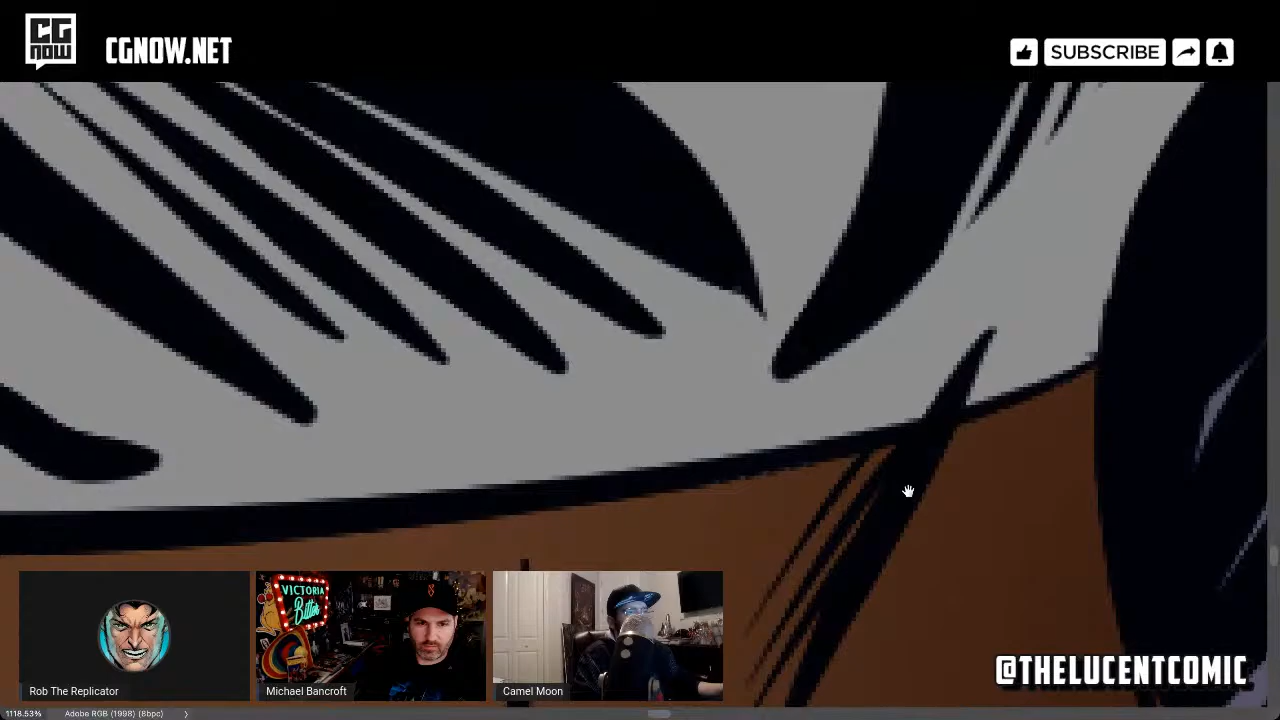 CG
NOW
CGNOW.NET
SUBSCRIBE
VICTORIA
Bitter
Rob The Replicator
Michael Bancroft
Camel Moon
@THELUCENTCOMIC
1118.53%
Adobe RGB (1998) (8bpc)